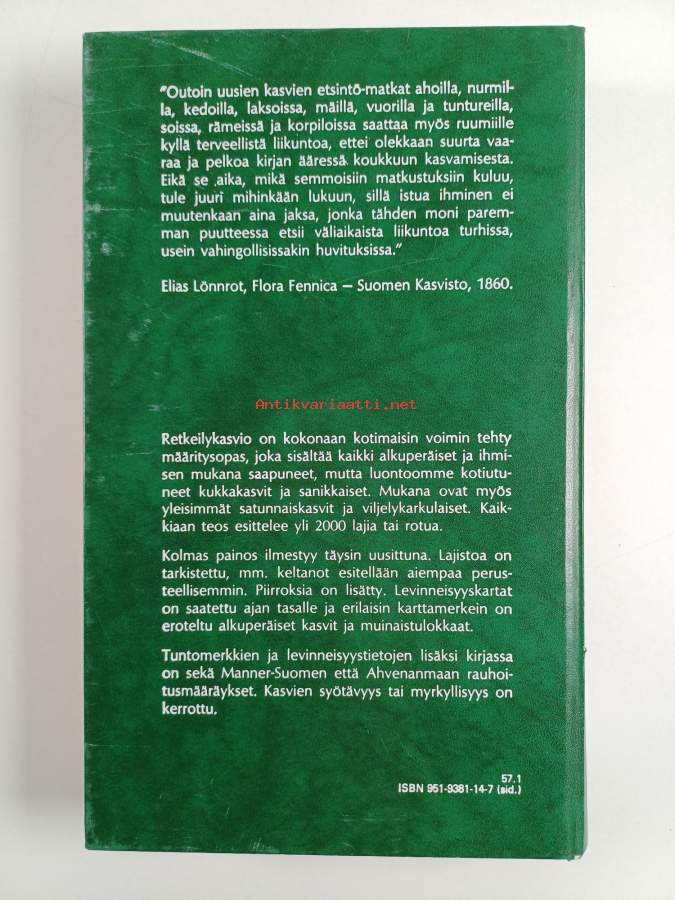 "Outoin uusien kasvien etsintö-matkat ahoilla, nurmil-
la, kedoilla, laksoissa, mäillä, vuorilla ja tuntureilla,
soissa, rämeissä ja korpiloissa saattaa myös ruumiille
kyllä terveellistä liikuntoa, ettei olekkaan suurta vaa-
raa ja pelkoa kirjan ääressä koukkuun kasvamisesta.
Eikä se aika, mikä semmoisiin matkustuksiin kuluu,
tule juuri mihinkään lukuun, sillä istua ihminen ei
muutenkaan aina jaksa, jonka tähden moni parem-
man puutteessa etsii väliaikaista liikuntoa turhissa,
usein vahingollisissakin huvituksissa."
Elias Lönnrot, Flora Fennica – Suomen Kasvisto, 1860.
Antikvariaatti.net
Retkeilykasvio on kokonaan kotimaisin voimin tehty
määritysopas, joka sisältää kaikki alkuperäiset ja ihmi-
sen mukana saapuneet, mutta luontoomme kotiutu-
neet kukkakasvit ja sanikkaiset. Mukana ovat myös
yleisimmät satunnaiskasvit ja viljelykarkulaiset. Kaik-
kiaan teos esittelee yli 2000 lajia tai rotua.
Kolmas painos ilmestyy täysin uusittuna. Lajistoa on
tarkistettu, mm. keltanot esitellään aiempaa perus-
teellisemmin. Piirroksia on lisätty. Levinneisyyskartat
on saatettu ajan tasalle ja erilaisin karttamerkein on
eroteltu alkuperäiset kasvit ja muinaistulokkaat.
Tuntomerkkien ja levinneisyystietojen lisäksi kirjassa
on sekä Manner-Suomen että Ahvenanmaan rauhoi-
tusmääräykset. Kasvien syötävyys tai myrkyllisyys on
kerrottu.
57.1
ISBN 951-9381-14-7 (sid.)